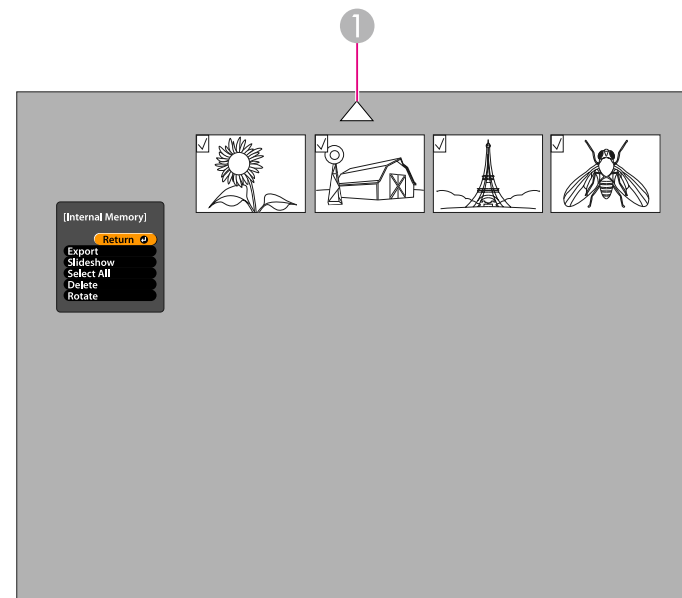 1
[Internal Memory]
Return
Export
Slideshow
Select All
Delete
Rotate